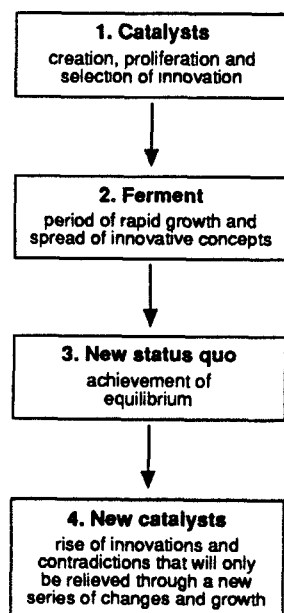 1. Catalysts
creation, proliferation and
selection of innovation
2. Ferment
period of rapid growth and
spread of innovative concepts
3. New status quo
achievement of
equilibrium
4. New catalysts
rise of innovations and
contradictions that will only
be relieved through a new
series of changes and growth